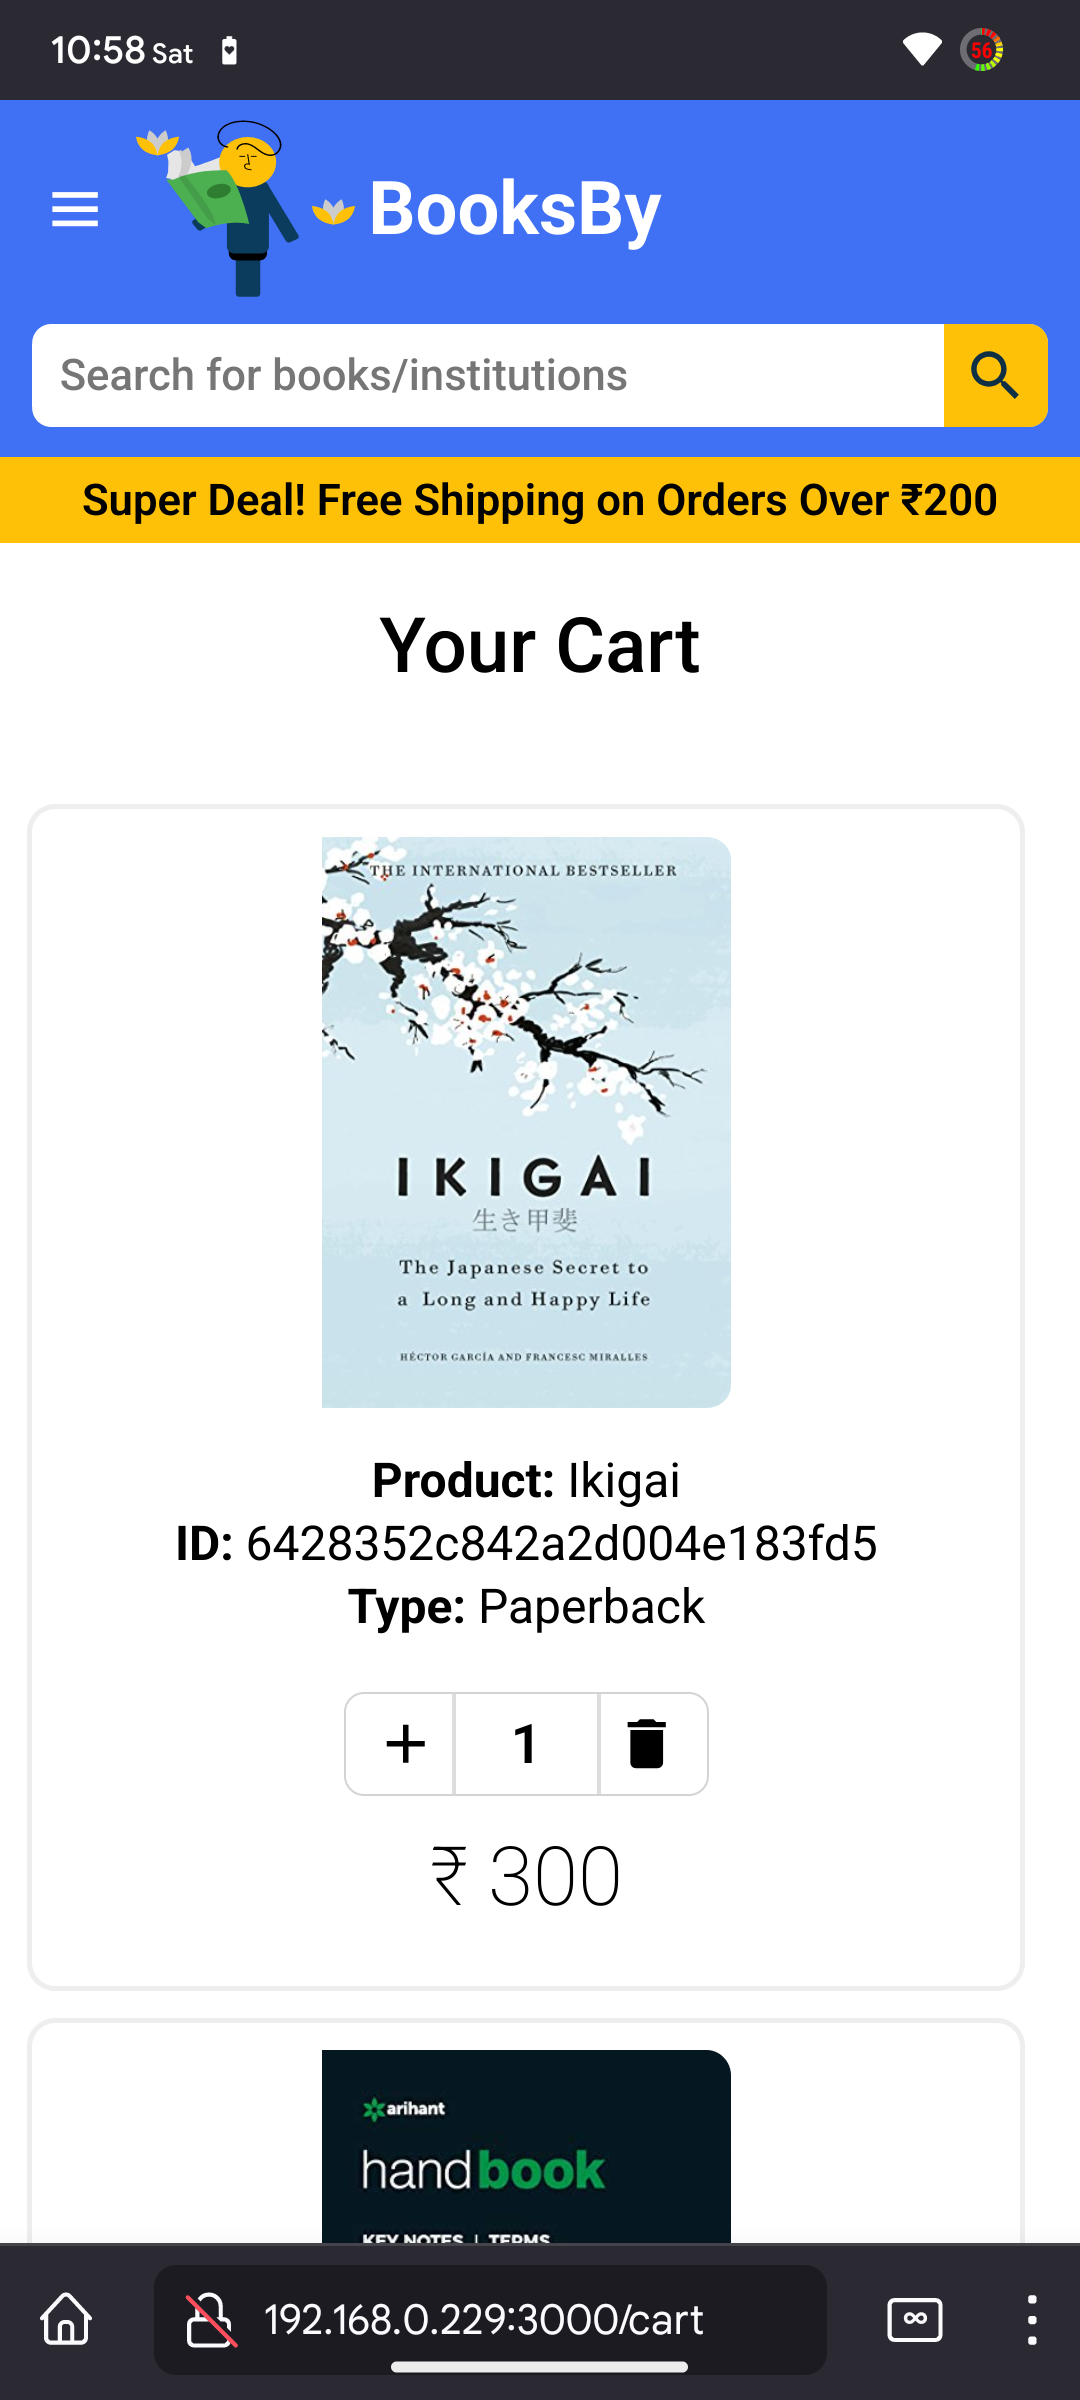 10:58 Sat
56
BooksBy
Search for books/institutions
Super Deal! Free Shipping on Orders Over ₹200
Your Cart
THE INTERNATIONAL BESTSELLER
IKIGAI
生き甲斐
The Japanese Secret to
a Long and Happy Life
HÉCTOR GARCÍA AND FRANCESC MIRALLES
Product: Ikigai
ID: 6428352c842a2d004e183fd5
Type: Paperback
1
₹ 300
arihant
handbook
KEY NOTES | TERMS
192.168.0.229:3000/cart
∞